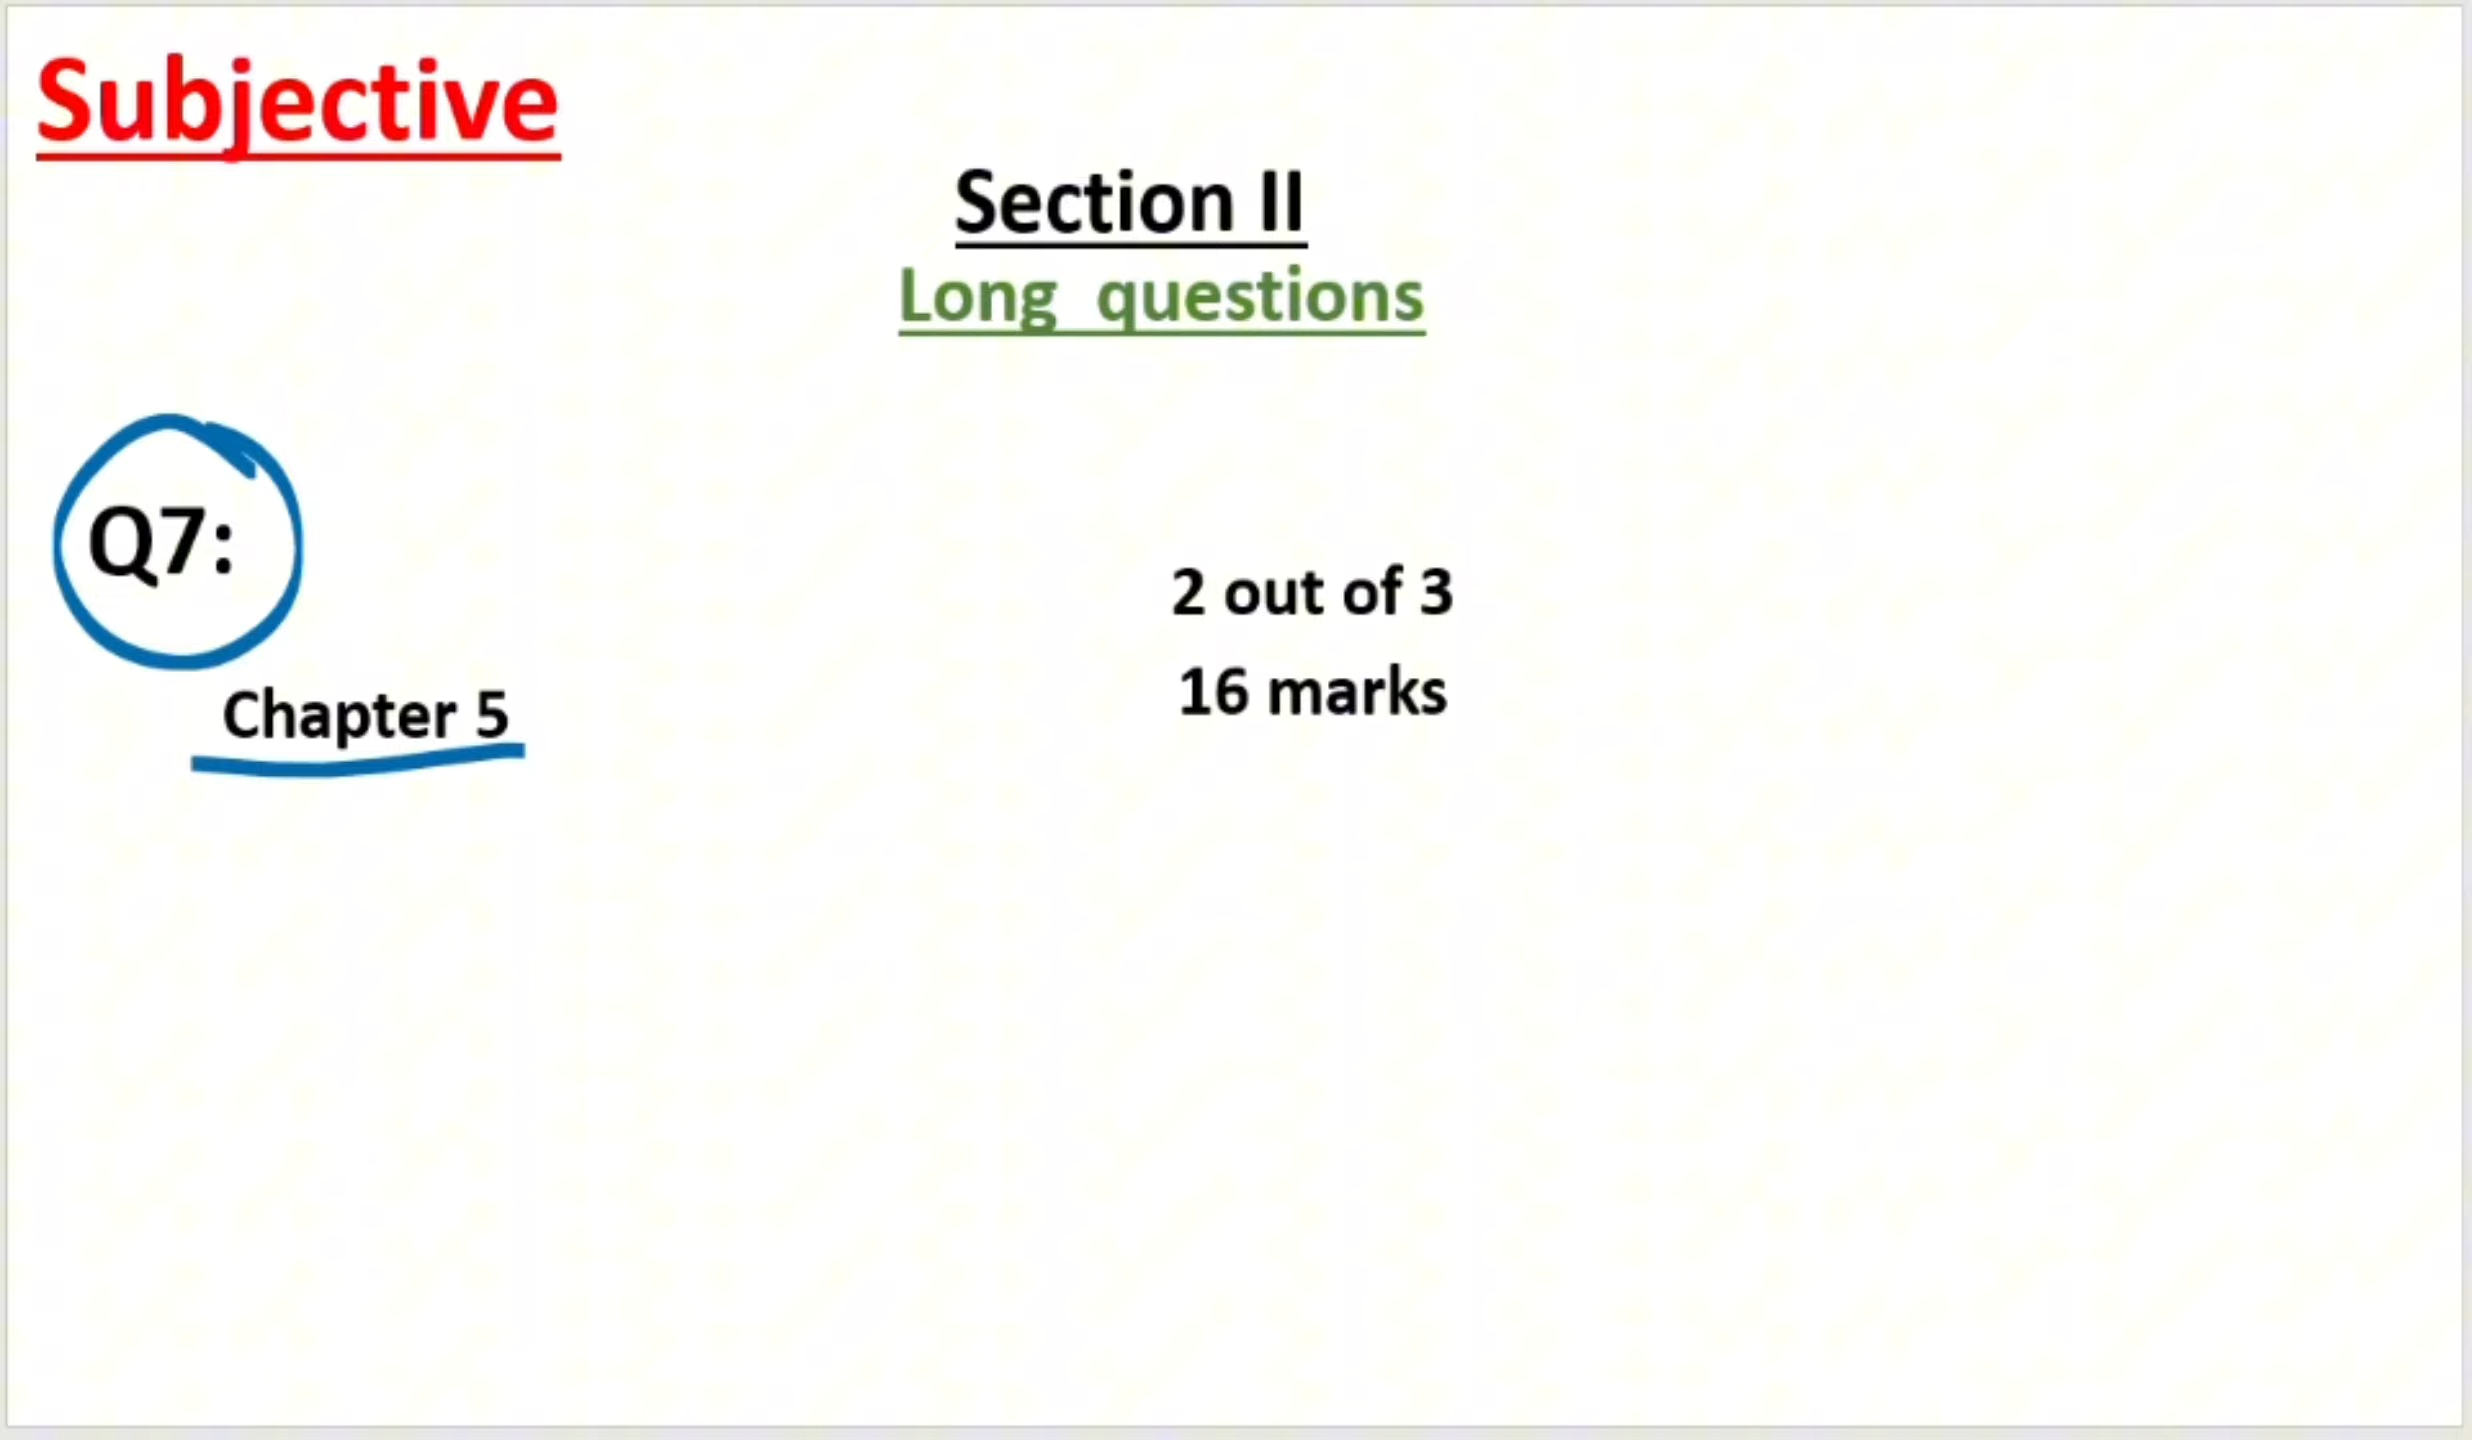 Subjective
Section II
Long questions
Q7:
2 out of 3
16 marks
Chapter 5